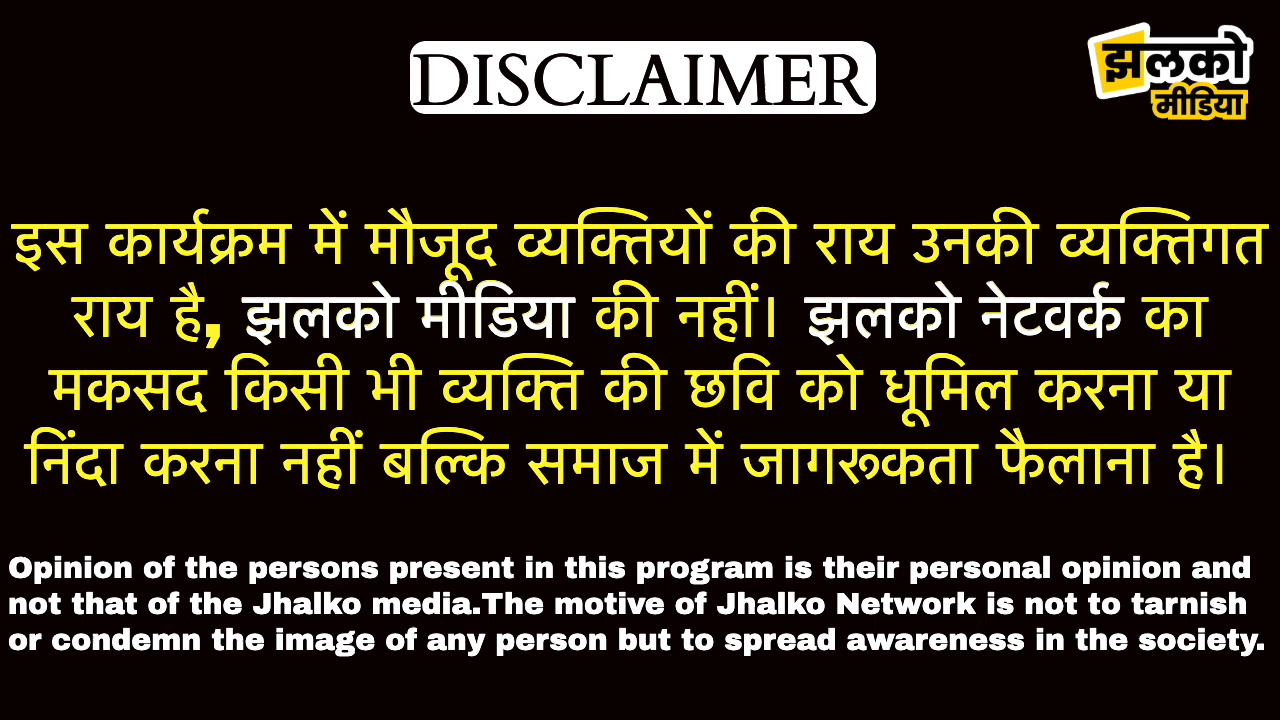 DISCLAIMER
झलको
मीडिया
इस कार्यक्रम में मौजूद व्यक्तियों की राय उनकी व्यक्तिगत
राय है, झलको मीडिया की नहीं। झलको नेटवर्क का
मकसद किसी भी व्यक्ति की छवि को धूमिल करना या
निंदा करना नहीं बल्कि समाज में जागरूकता फैलाना है।
Opinion of the persons present in this program is their personal opinion and
not that of the Jhalko media.The motive of Jhalko Network is not to tarnish
or condemn the image of any person but to spread awareness in the society.